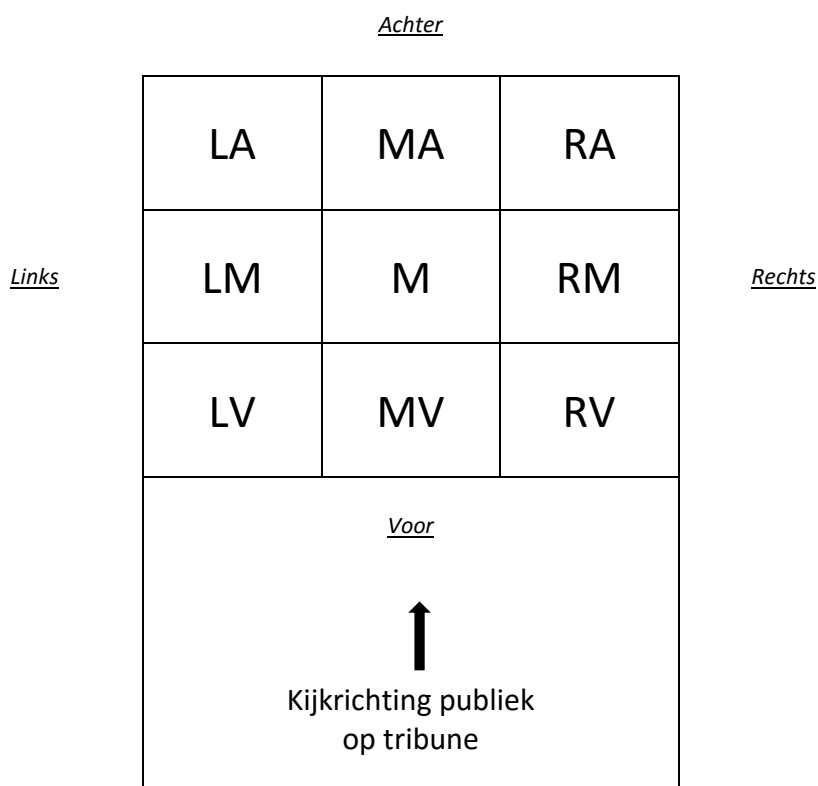 Achter
LA MA RA
Links LM M RM Rechts
LV MV RV
Voor
Kijkrichting publiek
op tribune